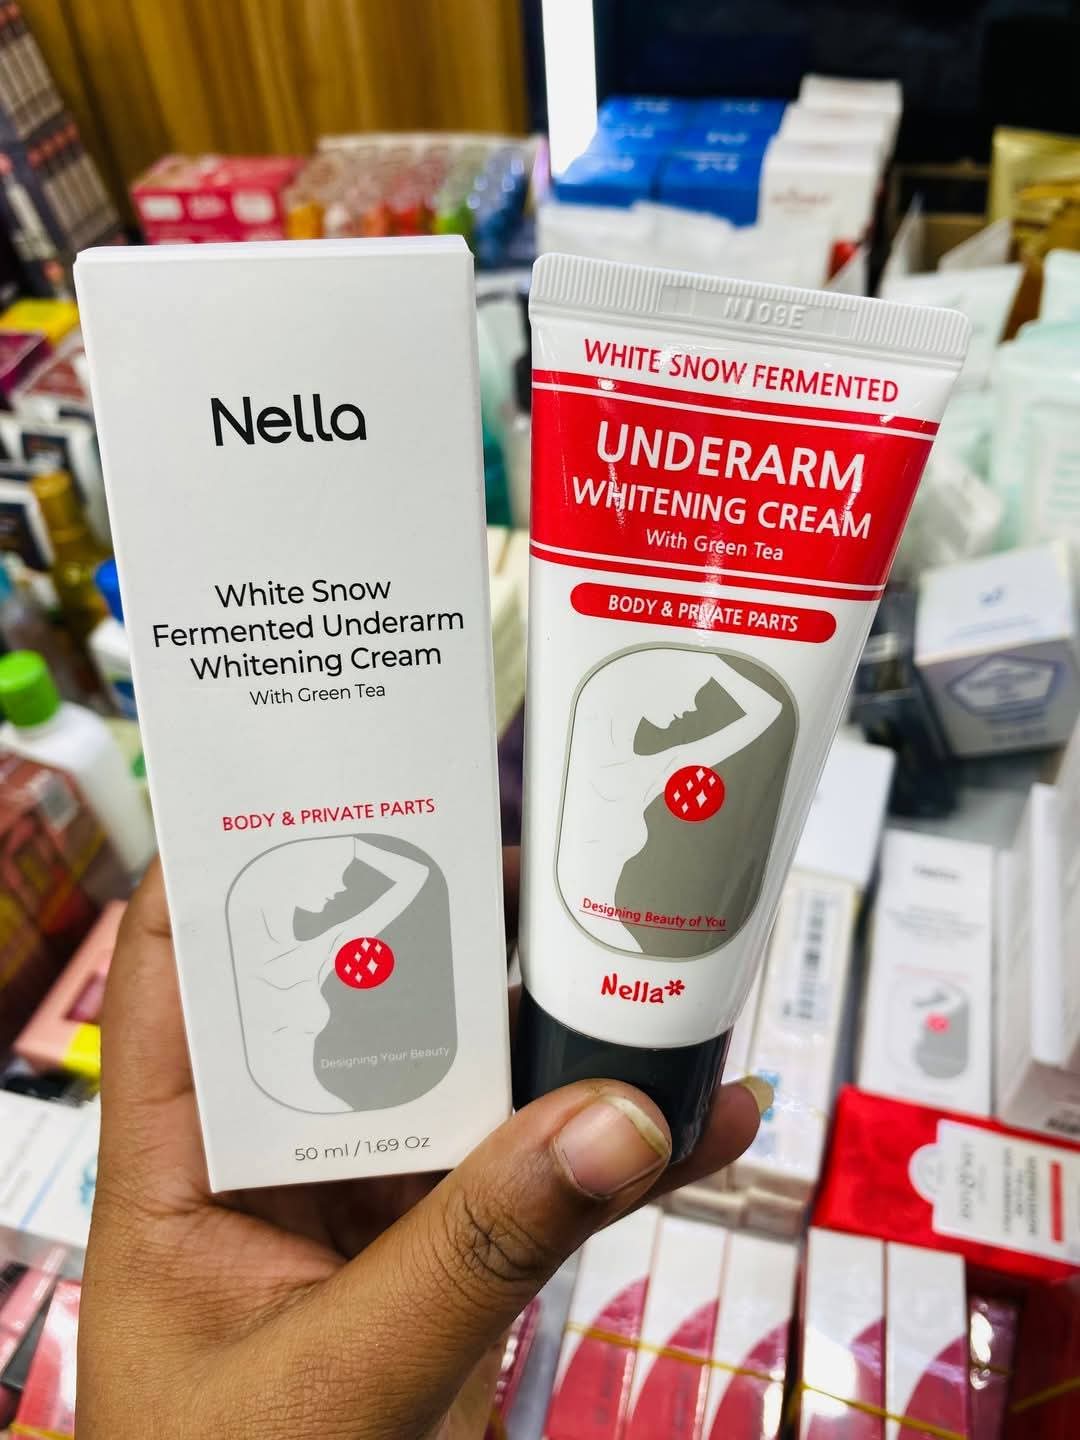 Nella
White Snow
Fermented Underarm
Whitening Cream
With Green Tea
BODY & PRIVATE PARTS
Designing Your Beauty
50 ml / 1.69 Oz
WHITE SNOW FERMENTED
UNDERARM
WHITENING CREAM
With Green Tea
BODY & PRIVATE PARTS
Designing Beauty of You
Nella